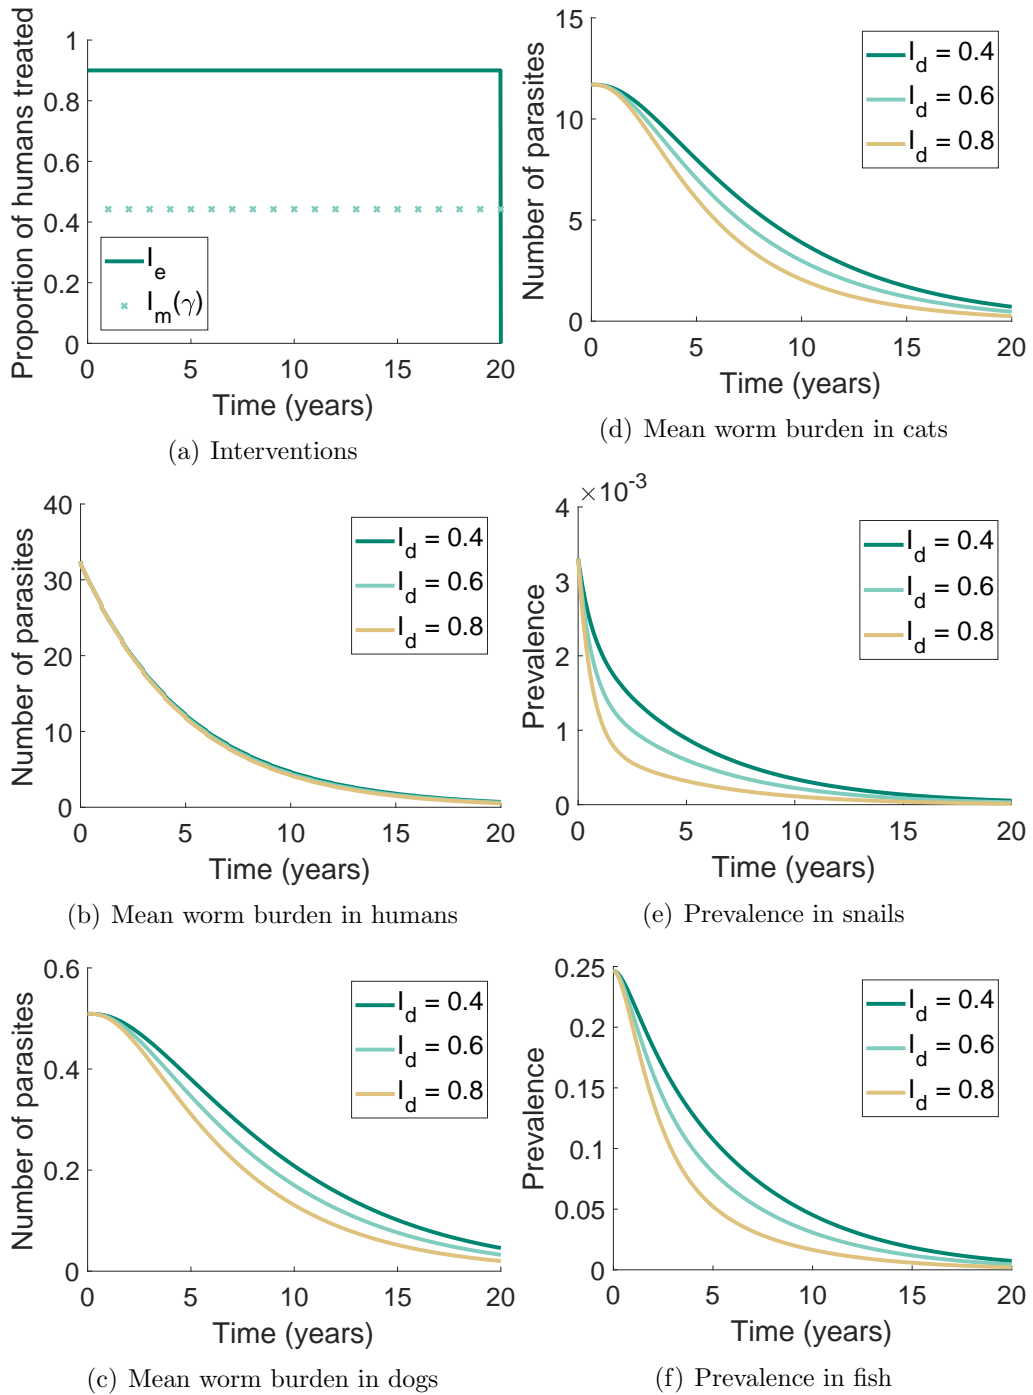 1
0.8
0.6
0.4
0.2
0
Proportion of humans treated
I_e
I_m(γ)
0 5 10 15 20
Time (years)
(a) Interventions
15
10
5
0
Number of parasites
I_d = 0.4
I_d = 0.6
I_d = 0.8
0 5 10 15 20
Time (years)
(d) Mean worm burden in cats
40
30
20
10
0
Number of parasites
I_d = 0.4
I_d = 0.6
I_d = 0.8
0 5 10 15 20
Time (years)
(b) Mean worm burden in humans
×10^-3
4
3
2
1
0
Prevalence
I_d = 0.4
I_d = 0.6
I_d = 0.8
0 5 10 15 20
Time (years)
(e) Prevalence in snails
0.6
0.4
0.2
0
Number of parasites
I_d = 0.4
I_d = 0.6
I_d = 0.8
0 5 10 15 20
Time (years)
(c) Mean worm burden in dogs
0.25
0.2
0.15
0.1
0.05
0
Prevalence
I_d = 0.4
I_d = 0.6
I_d = 0.8
0 5 10 15 20
Time (years)
(f) Prevalence in fish